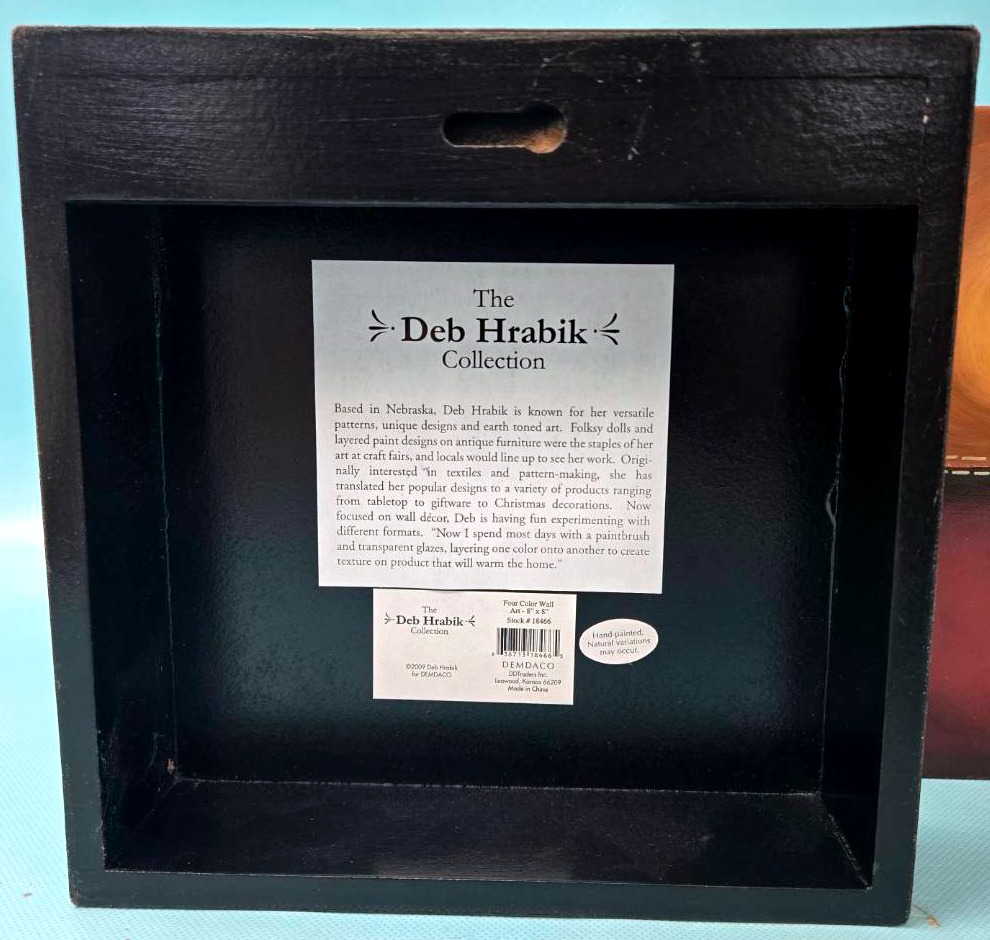 The
Deb Hrabik
Collection
Based in Nebraska, Deb Hrabik is known for her versatile
patterns, unique designs and earth toned art. Folksy dolls and
layered paint designs on antique furniture were the staples of her
art at craft fairs, and locals would line up to see her work. Origi-
nally interested "in textiles and pattern-making, she has
translated her popular designs to a variety of products ranging
from tabletop to giftware to Christmas decorations. Now
focused on wall décor, Deb is having fun experimenting with
different formats. "Now I spend most days with a paintbrush
and transparent glazes, layering one color onto another to create
texture on product that will warm the home."
The
Deb Hrabik
Collection
©2009 Deb Hrabik
for DEMDACO
Four Color Wall
Art - 8" x 8"
Stock # 18466
DEMDACO
DDTraders Inc.
Leawood, Kansas 66209
Made in China
Hand-painted.
Natural variations
may occur.